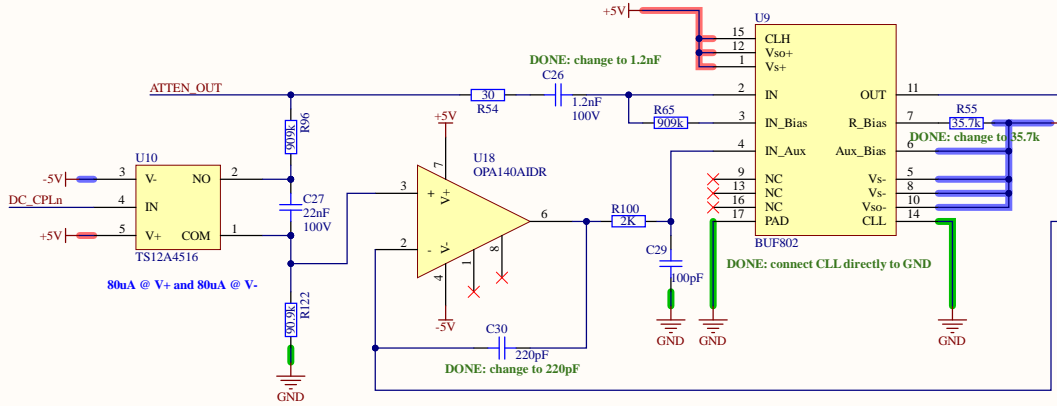 +5V
U9
15 CLH
12 Vso+
1 Vs+
DONE: change to 1.2nF
C26
ATTEN_OUT
30
R54
1.2nF
100V
2 IN
OUT 11
R65
909k
3 IN_Bias
R_Bias 7
R55
35.7k
DONE: change to 35.7k
909k
R96
+5V
U10
U18
OPA140AIDR
4 IN_Aux
Aux_Bias 6
-5V
3 V-
NO 2
7
V+
9 NC
Vs- 5
13 NC
Vs- 8
16 NC
Vso- 10
17 PAD
CLL 14
BUF802
DC_CPLn
4 IN
C27
22nF
100V
3 +
6
R100
2K
+5V
5 V+
COM 1
TS12A4516
2 -
V-
4
1
8
-5V
C29
100pF
DONE: connect CLL directly to GND
80uA @ V+ and 80uA @ V-
90.9k
R122
GND
GND
GND
C30
220pF
DONE: change to 220pF
GND